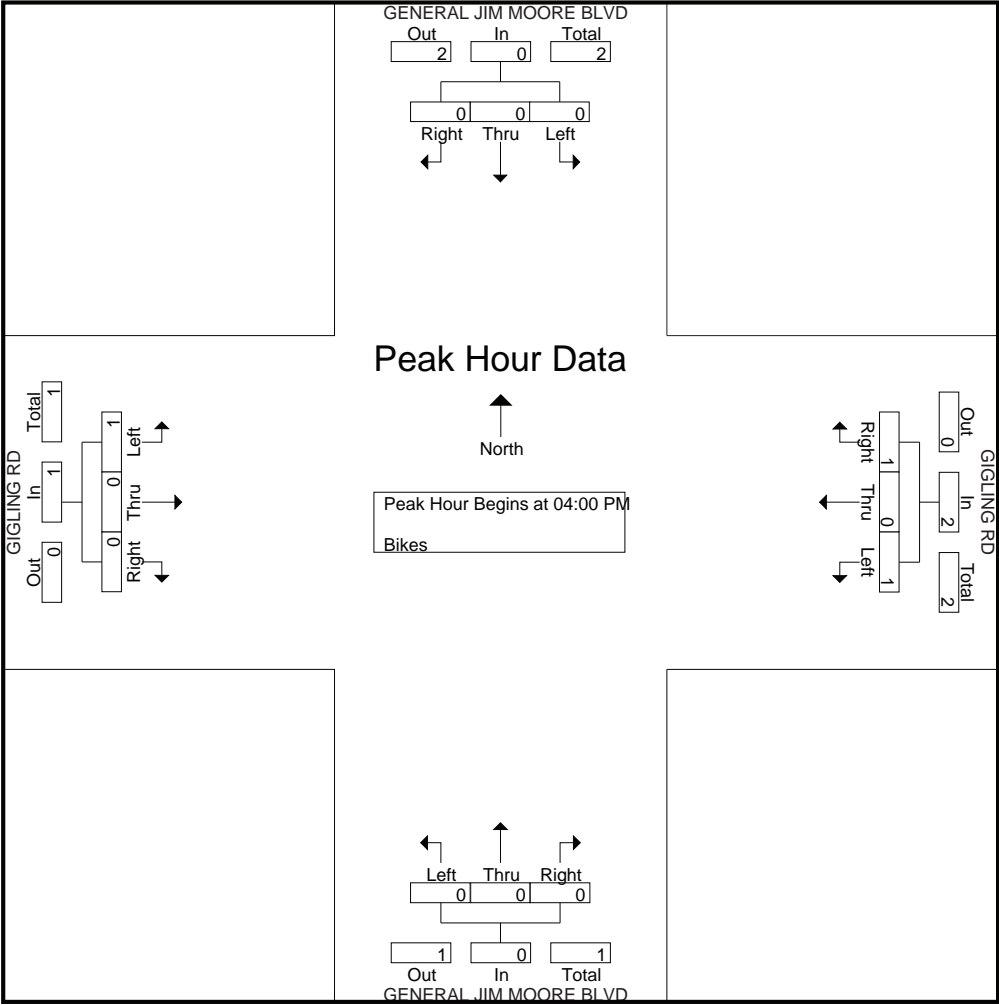 GENERAL JIM MOORE BLVD
Out In Total
2 0 2
0 0 0
Right Thru Left
Peak Hour Data
North
Peak Hour Begins at 04:00 PM
Bikes
GIGLING RD
Total In Out
1 1 0
1 0 0
Left Thru Right
Right Thru Left
1 0 1
Out In Total
0 2 2
GIGLING RD
Left Thru Right
0 0 0
1 0 1
Out In Total
GENERAL JIM MOORE BLVD